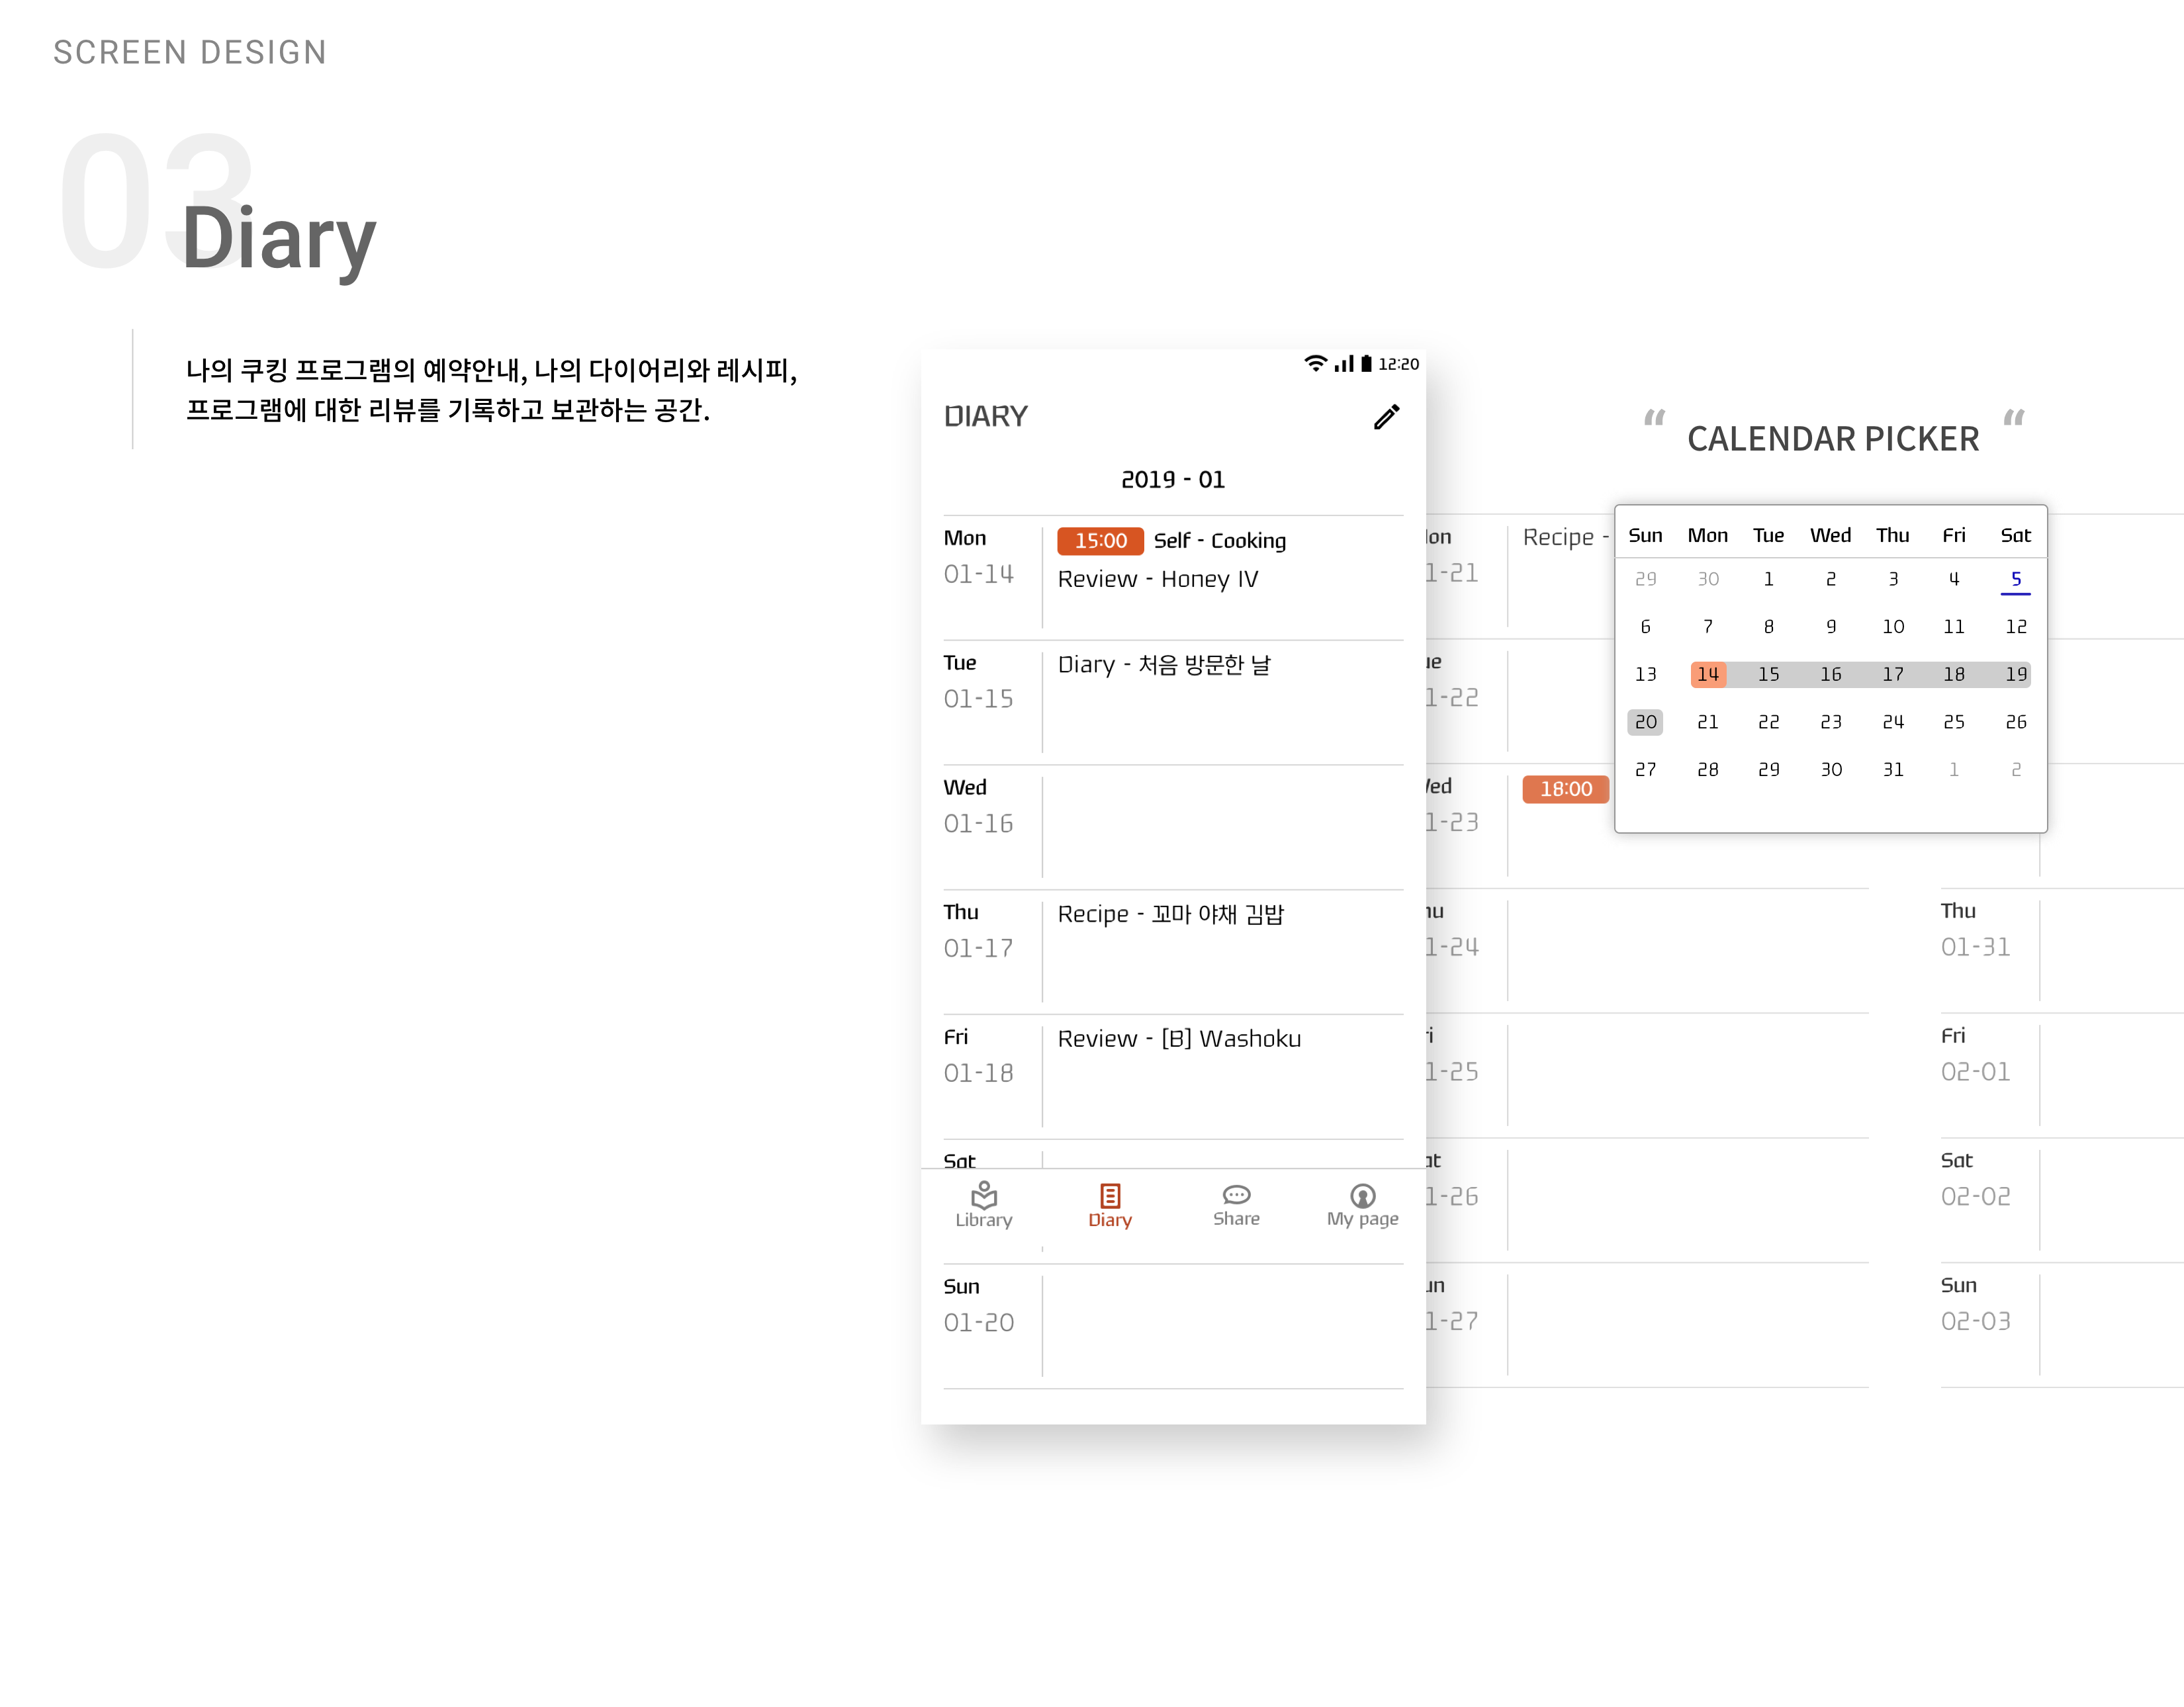 SCREEN DESIGN
03
Diary
나의 쿠킹 프로그램의 예약안내, 나의 다이어리와 레시피,
프로그램에 대한 리뷰를 기록하고 보관하는 공간.
12:20
DIARY
2019 - 01
Mon
01-14
15:00 Self - Cooking
Review - Honey IV
Tue
01-15
Diary - 처음 방문한 날
Wed
01-16
Thu
01-17
Recipe - 꼬마 야채 김밥
Fri
01-18
Review - [B] Washoku
Sat
Library Diary Share My page
Sun
01-20
“ CALENDAR PICKER “
Sun Mon Tue Wed Thu Fri Sat
29 30 1 2 3 4 5
6 7 8 9 10 11 12
13 14 15 16 17 18 19
20 21 22 23 24 25 26
27 28 29 30 31 1 2
on
1-21
Recipe -
ue
1-22
ed
1-23
18:00
hu
1-24
ri
1-25
at
1-26
un
1-27
Thu
01-31
Fri
02-01
Sat
02-02
Sun
02-03